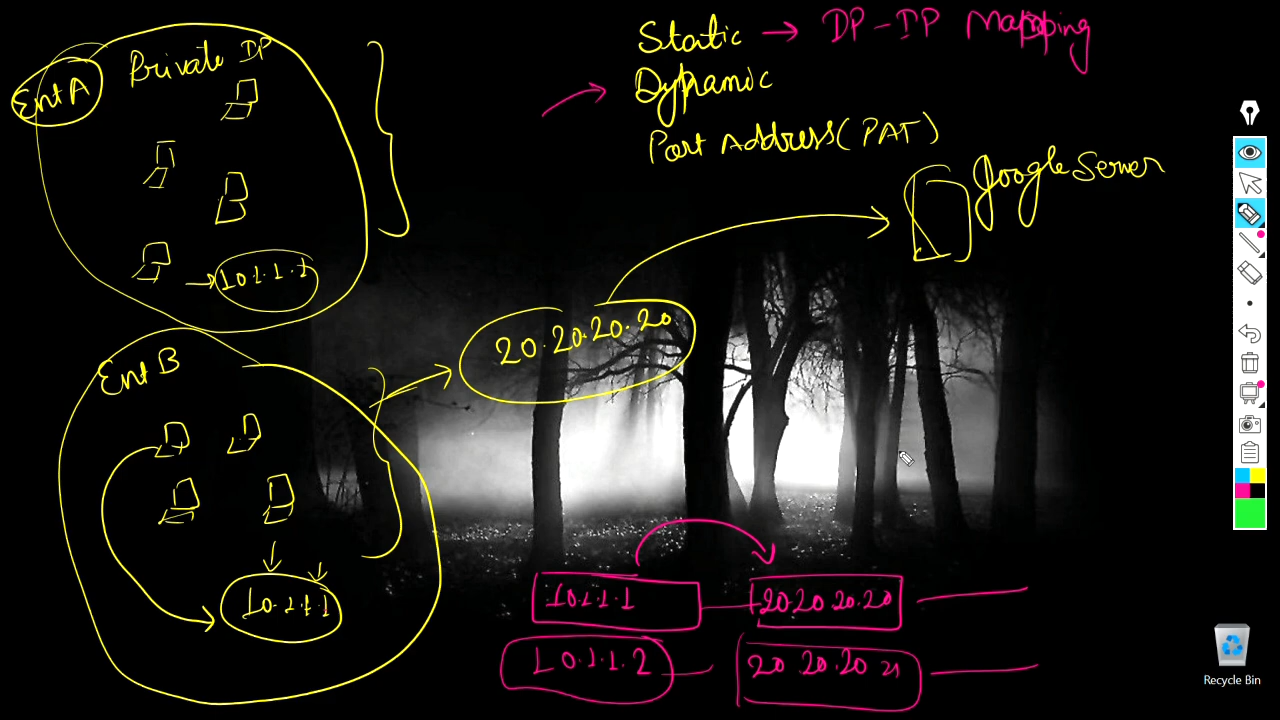 Static → IP-IP Mapping
Dynamic
Port Address (PAT)
Ent A
Private IP
10.1.1.1
Google Server
20.20.20.20
Ent B
10.1.1.1
10.1.1.1
20.20.20.20
10.1.1.2
20.20.20 21
Recycle Bin